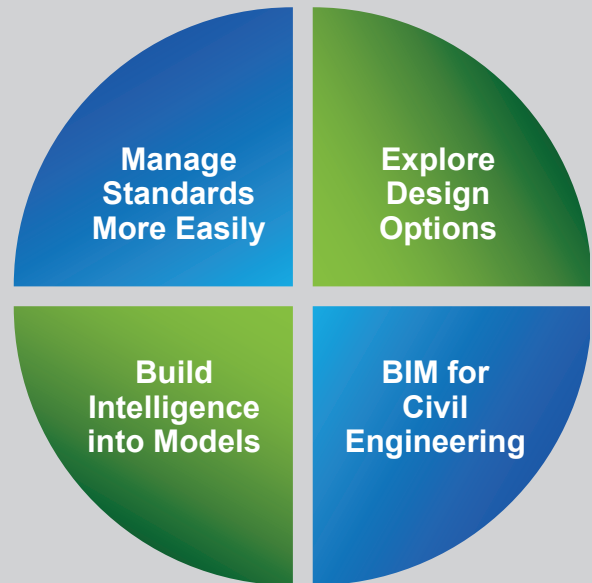 Manage
Standards
More Easily
Explore
Design
Options
Build
Intelligence
into Models
BIM for
Civil
Engineering